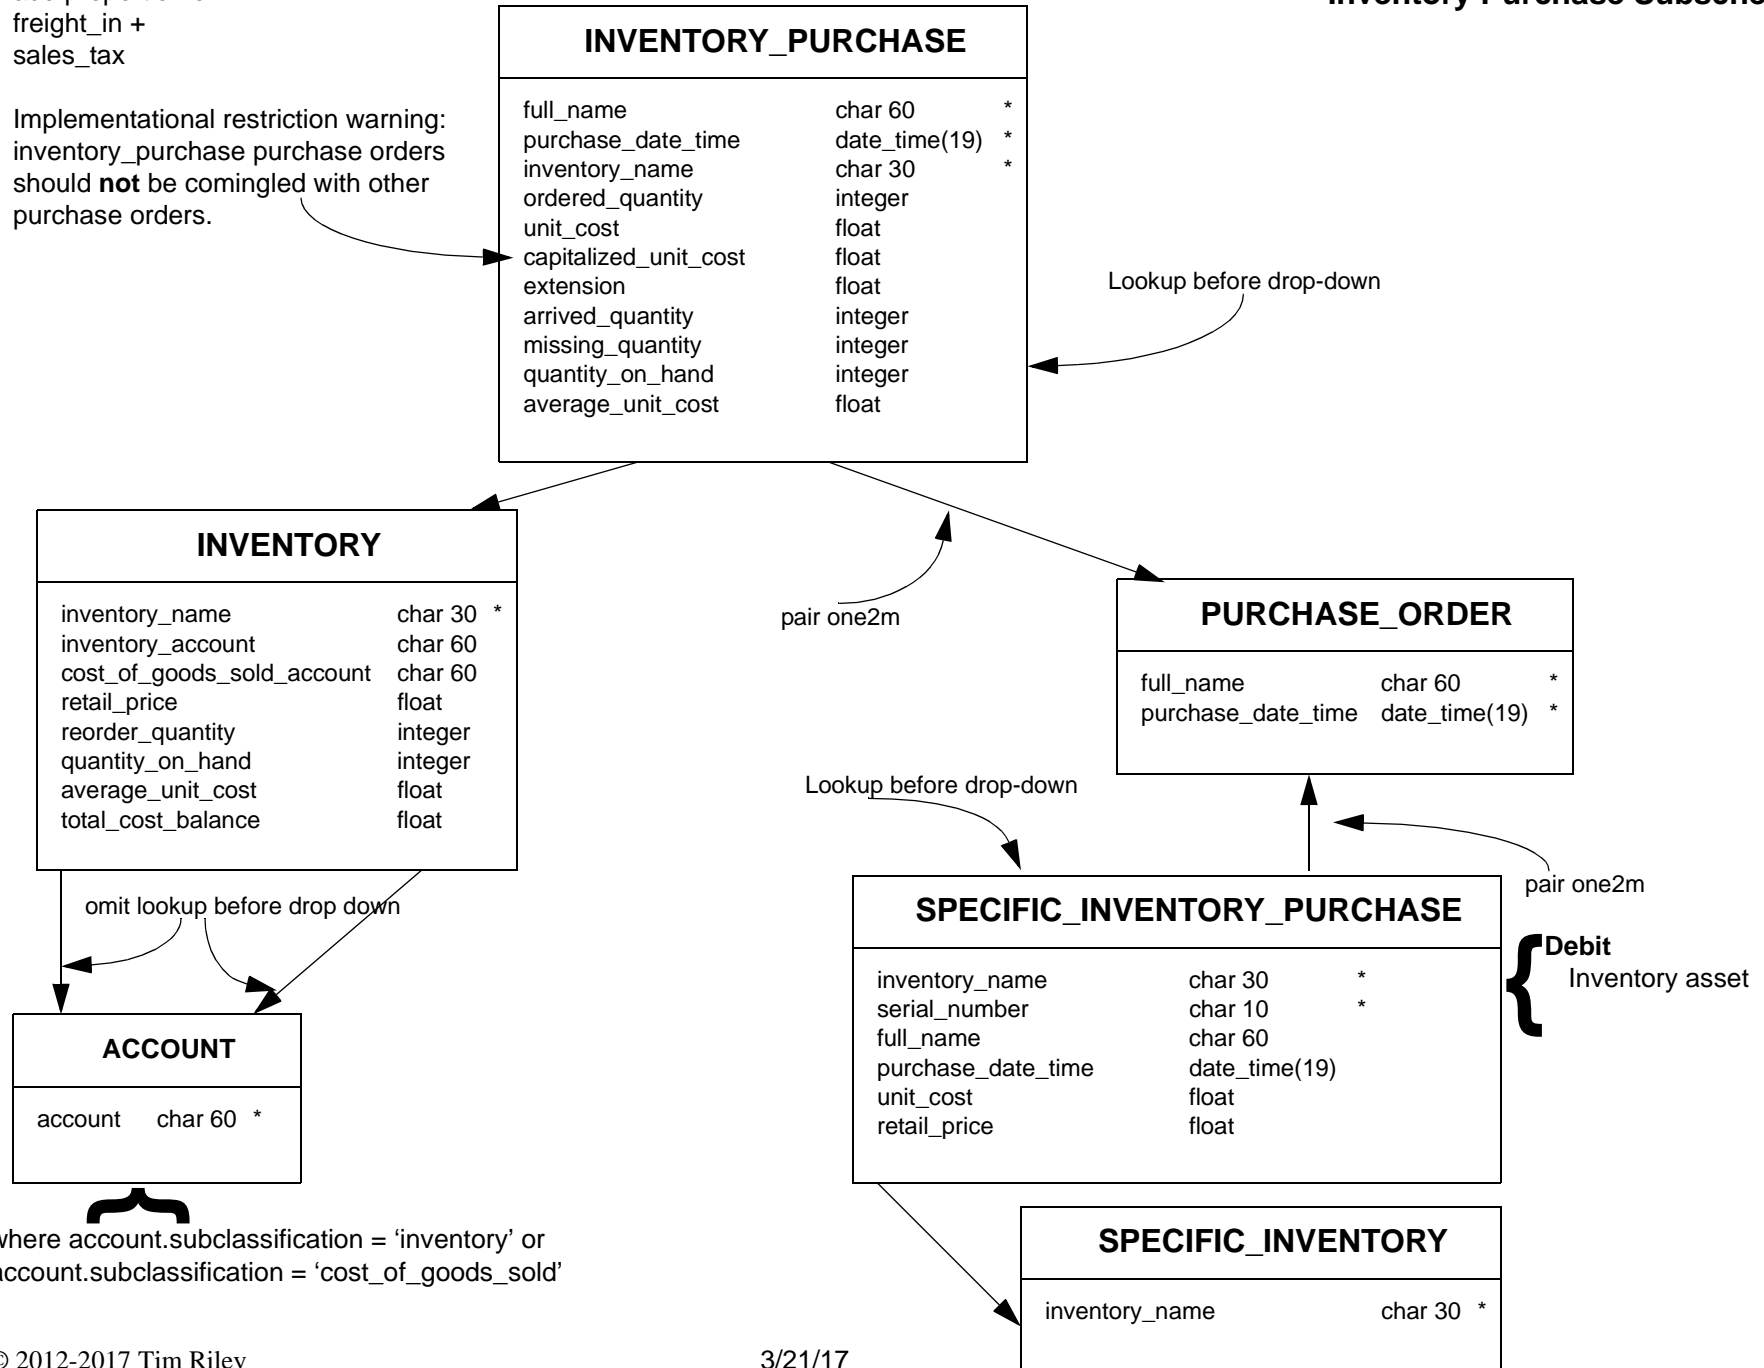 freight_in +
sales_tax
Implementational restriction warning:
inventory_purchase purchase orders
should not be comingled with other
purchase orders.
Inventory Purchase
INVENTORY_PURCHASE
full_name char 60 *
purchase_date_time date_time(19) *
inventory_name char 30 *
ordered_quantity integer
unit_cost float
capitalized_unit_cost float
extension float
arrived_quantity integer
missing_quantity integer
quantity_on_hand integer
average_unit_cost float
Lookup before drop-down
INVENTORY
inventory_name char 30 *
inventory_account char 60
cost_of_goods_sold_account char 60
retail_price float
reorder_quantity integer
quantity_on_hand integer
average_unit_cost float
total_cost_balance float
pair one2m
PURCHASE_ORDER
full_name char 60 *
purchase_date_time date_time(19) *
Lookup before drop-down
pair one2m
omit lookup before drop down
SPECIFIC_INVENTORY_PURCHASE
inventory_name char 30 *
serial_number char 10 *
full_name char 60
purchase_date_time date_time(19)
unit_cost float
retail_price float
{ Debit
Inventory asset
ACCOUNT
account char 60 *
{
where account.subclassification = ‘inventory’ or
account.subclassification = ‘cost_of_goods_sold’
SPECIFIC_INVENTORY
inventory_name char 30 *
© 2012-2017 Tim Riley
3/21/17